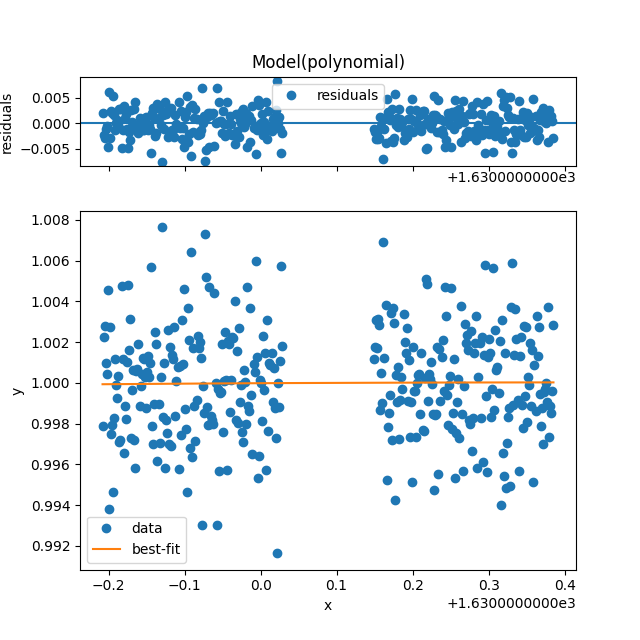 Model(polynomial)
residuals
0.005
0.000
−0.005
residuals
+1.6300000000e3
1.008
1.006
1.004
1.002
1.000
0.998
0.996
0.994
0.992
y
data
best-fit
−0.2 −0.1 0.0 0.1 0.2 0.3 0.4
x
+1.6300000000e3